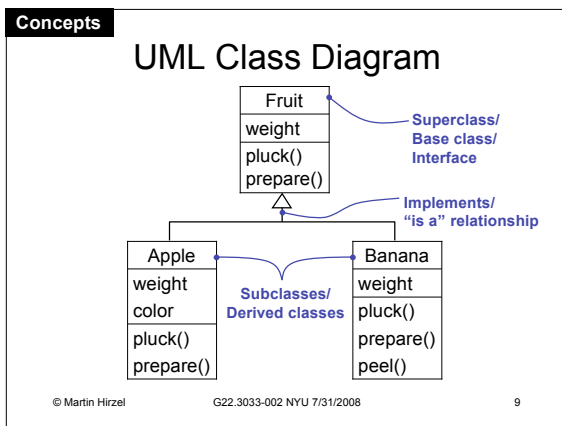 Concepts
UML Class Diagram
Fruit
weight
pluck()
prepare()
Superclass/
Base class/
Interface
Implements/
“is a” relationship
Apple
weight
color
pluck()
prepare()
Subclasses/
Derived classes
Banana
weight
pluck()
prepare()
peel()
© Martin Hirzel
G22.3033-002 NYU 7/31/2008
9